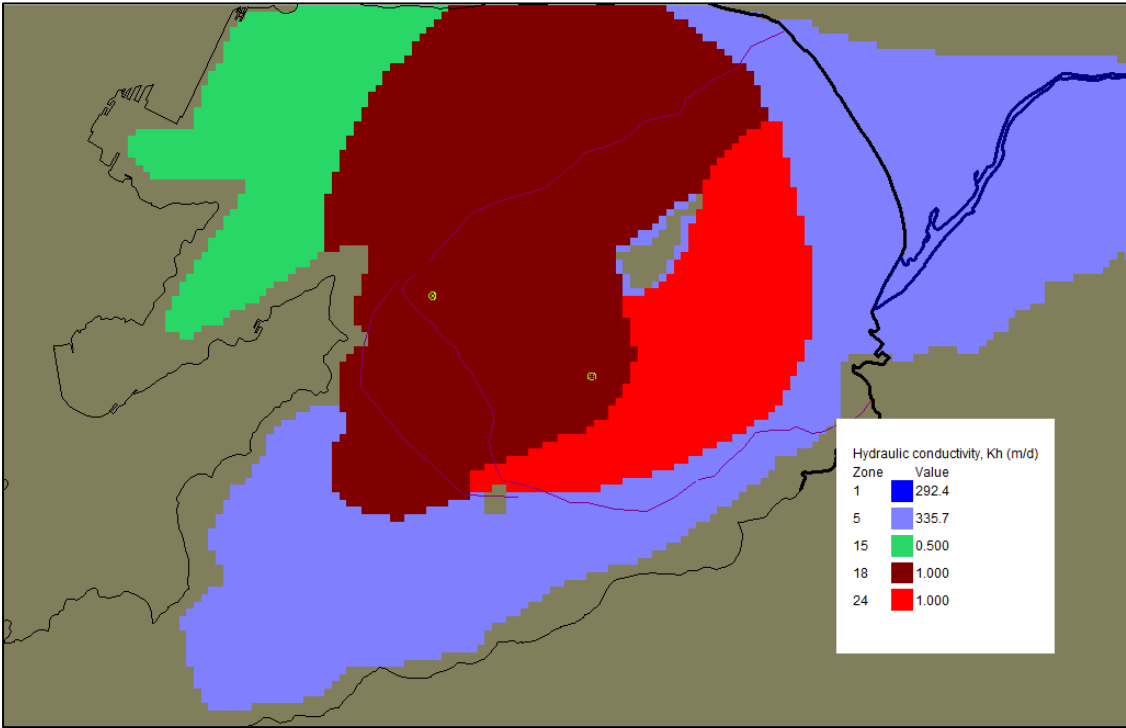 Hydraulic conductivity, Kh (m/d)
Zone Value
1 292.4
5 335.7
15 0.500
18 1.000
24 1.000